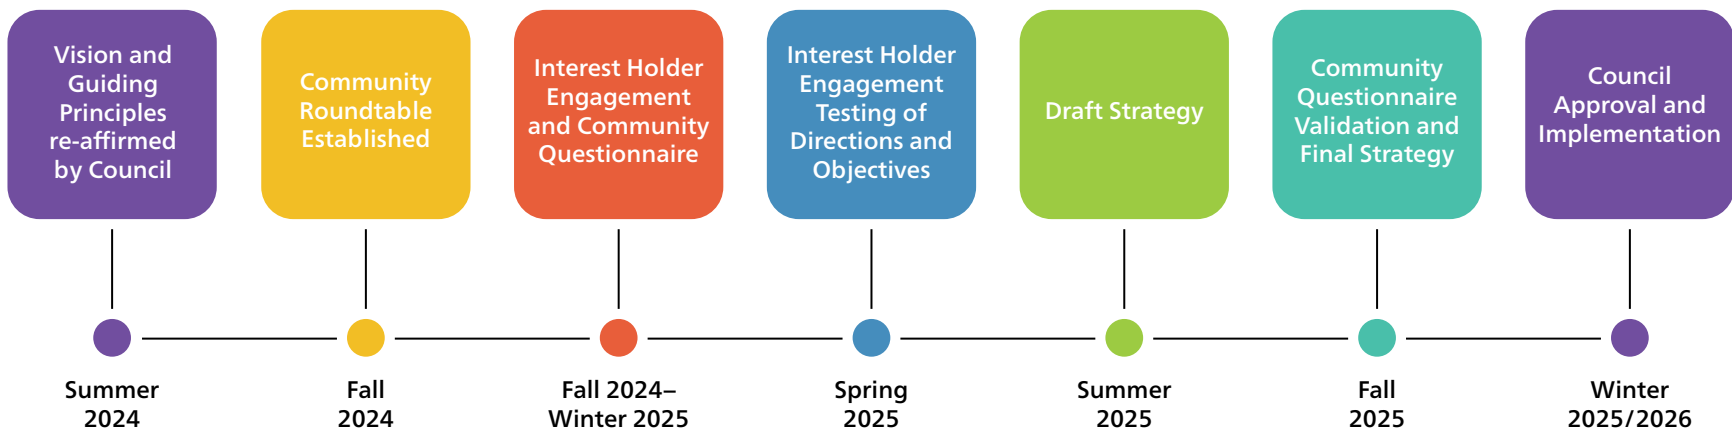 Vision and
Guiding
Principles
re-affirmed
by Council
Community
Roundtable
Established
Interest Holder
Engagement
and Community
Questionnaire
Interest Holder
Engagement
Testing of
Directions and
Objectives
Draft Strategy
Community
Questionnaire
Validation and
Final Strategy
Council
Approval and
Implementation
Summer
2024
Fall
2024
Fall 2024–
Winter 2025
Spring
2025
Summer
2025
Fall
2025
Winter
2025/2026